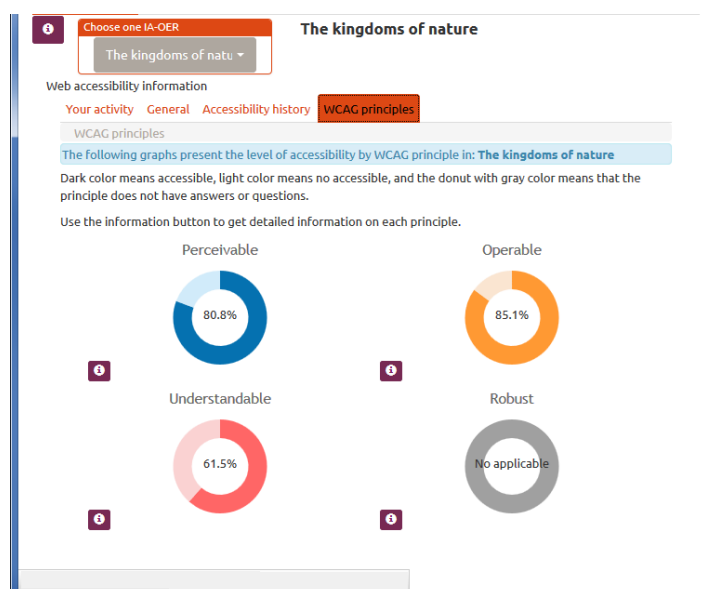 Choose one IA-OER
The kingdoms of nature
The kingdoms of natu
Web accessibility information
Your activity General Accessibility history WCAG principles
WCAG principles
The following graphs present the level of accessibility by WCAG principle in: The kingdoms of nature
Dark color means accessible, light color means no accessible, and the donut with gray color means that the
principle does not have answers or questions.
Use the information button to get detailed information on each principle.
Perceivable Operable
80.8% 85.1%
Understandable Robust
61.5% No applicable